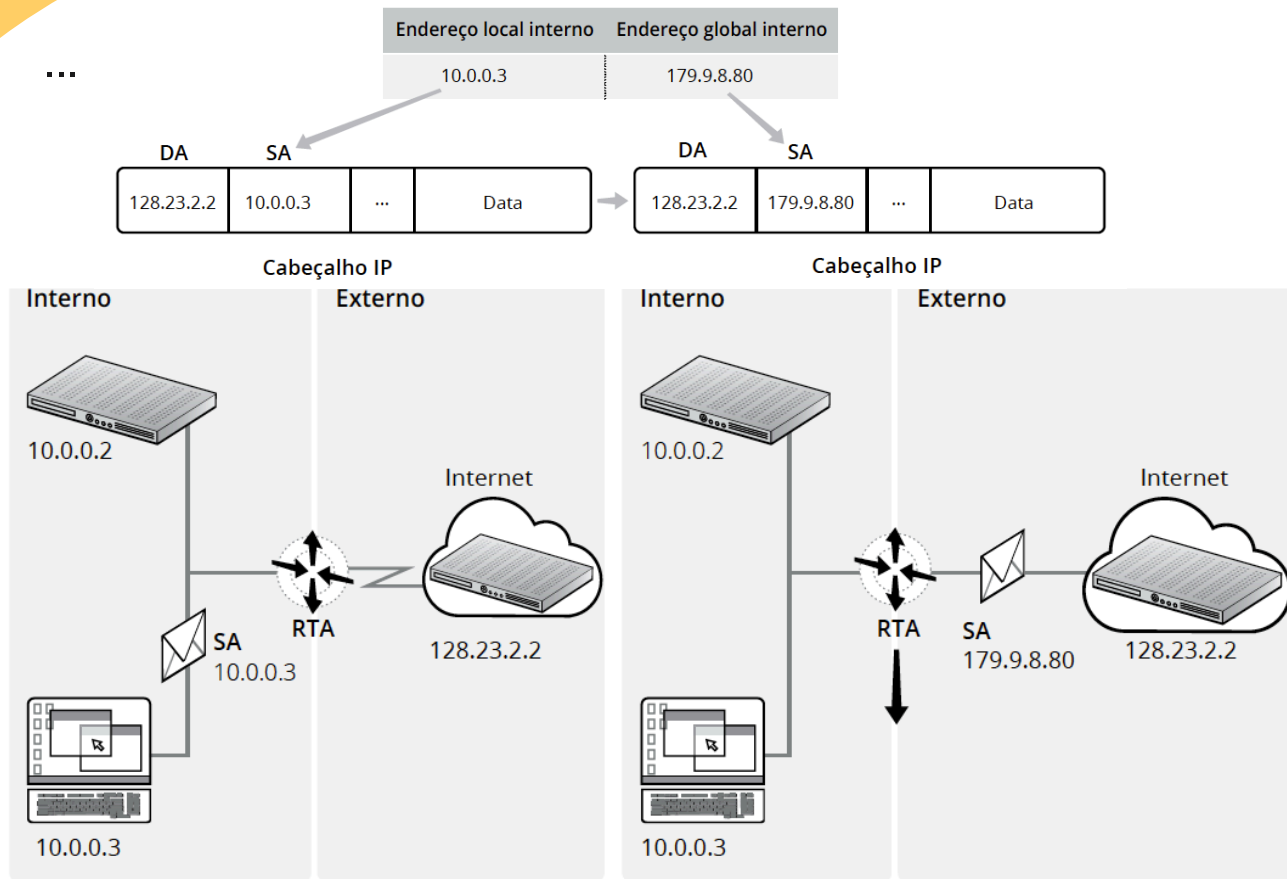 Endereço local interno Endereço global interno
...
10.0.0.3 179.9.8.80
DA SA
128.23.2.2 10.0.0.3 ... Data
DA SA
128.23.2.2 179.9.8.80 ... Data
Cabeçalho IP
Cabeçalho IP
Interno Externo
10.0.0.2
Internet
RTA
SA
10.0.0.3
128.23.2.2
10.0.0.3
Interno Externo
10.0.0.2
Internet
RTA
SA
179.9.8.80
128.23.2.2
10.0.0.3